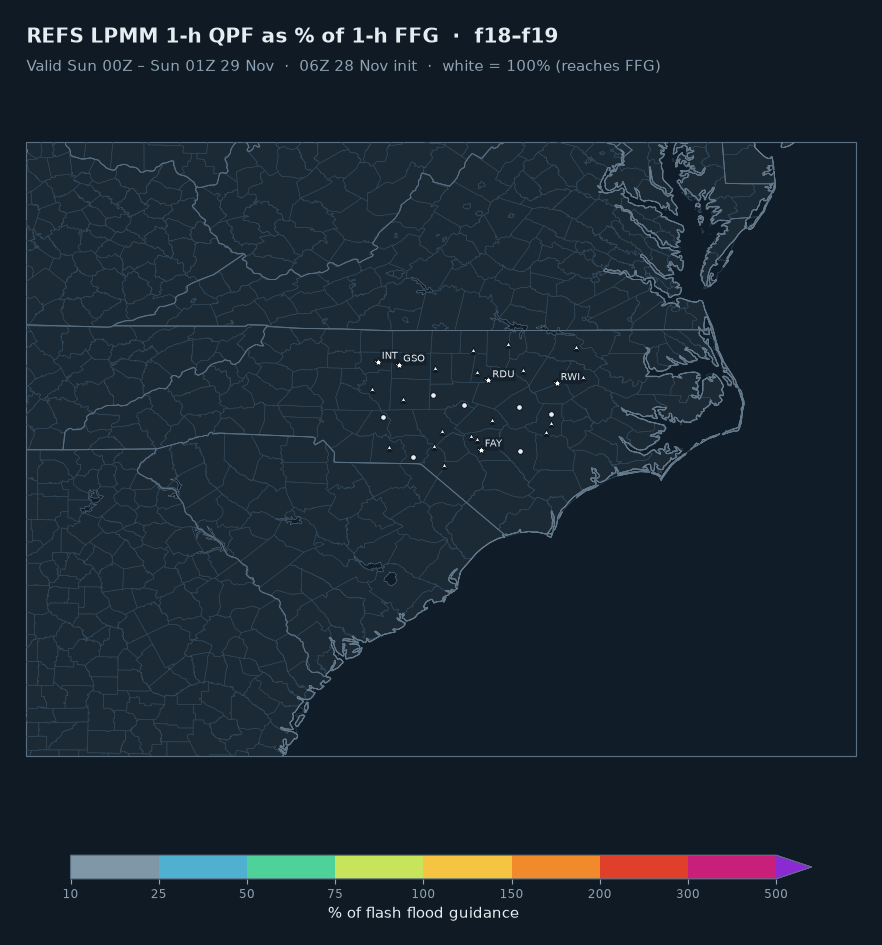 REFS LPMM 1-h QPF as % of 1-h FFG · f18–f19
Valid Sun 00Z – Sun 01Z 29 Nov · 06Z 28 Nov init · white = 100% (reaches FFG)
INT
GSO
RDU
RWI
FAY
10 25 50 75 100 150 200 300 500
% of flash flood guidance